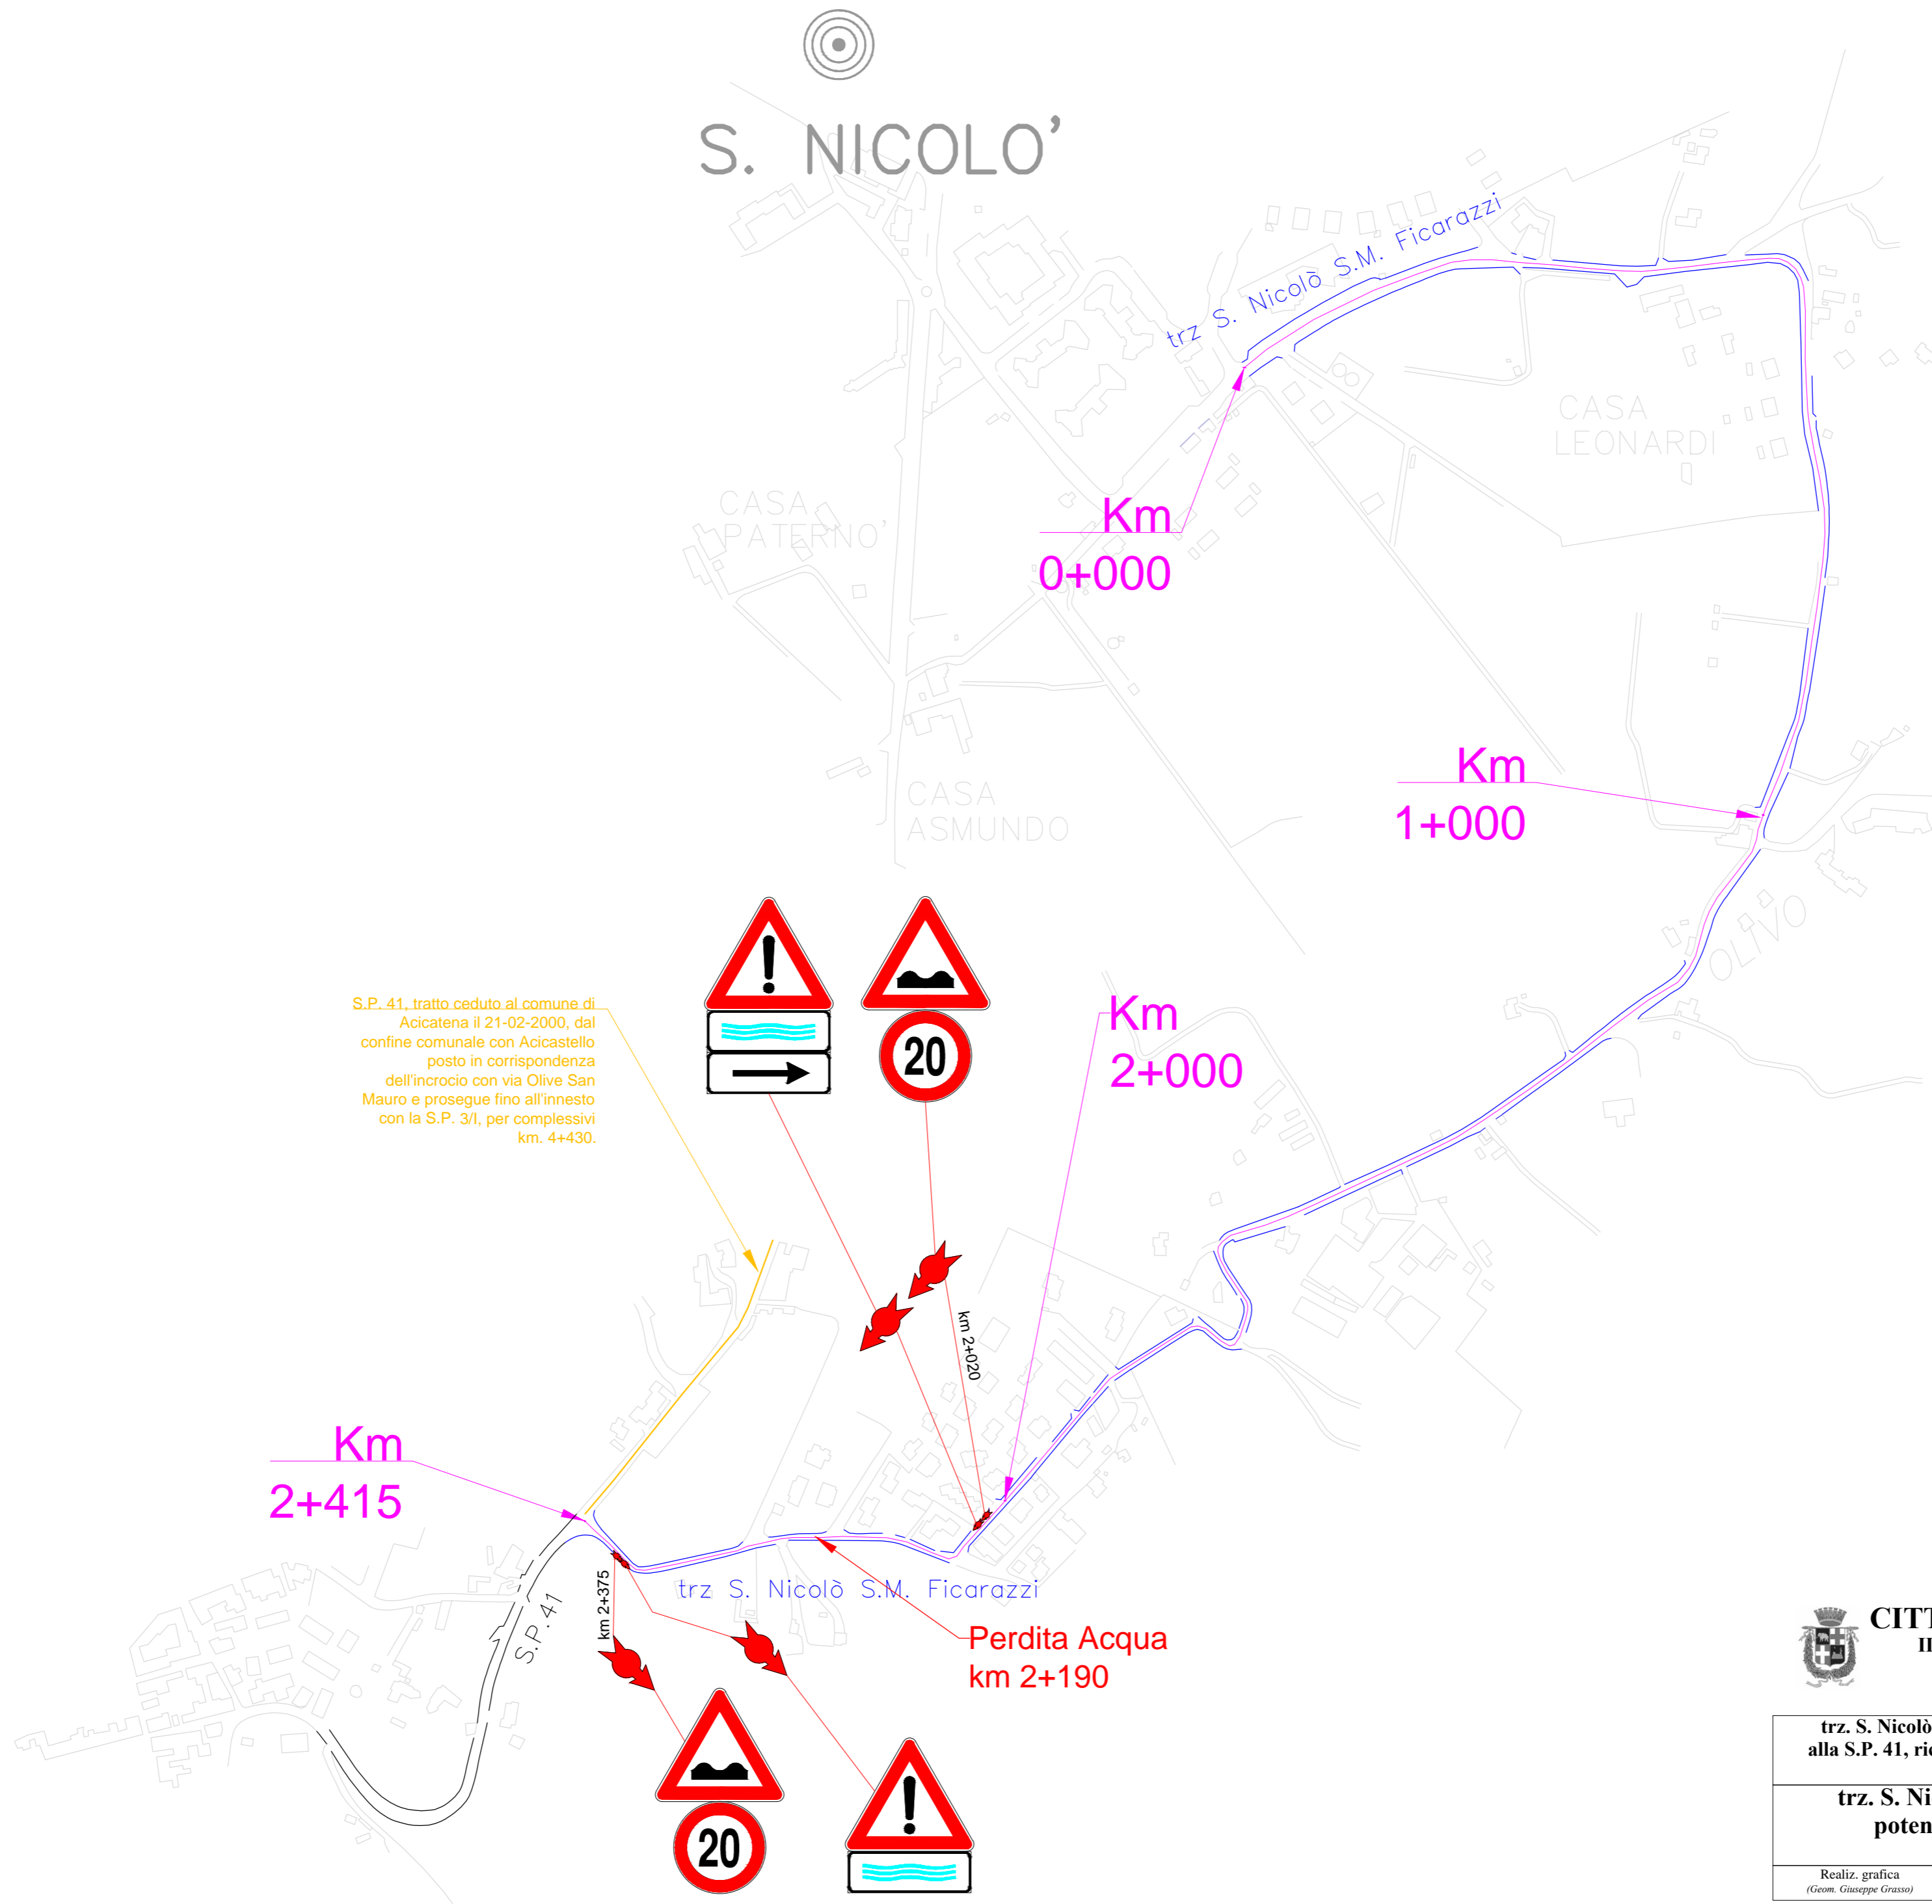 S. NICOLO'
trz S. Nicolò S.M. Ficarazzi
CASA
LEONARDI
CASA
PATERNO'
Km
0+000
Km
1+000
CASA
ASMUNDO
OLIVO
S.P. 41, tratto ceduto al comune di
Acicatena il 21-02-2000, dal
confine comunale con Acicastello
posto in corrispondenza
dell'incrocio con via Olive San
Mauro e prosegue fino all'innesto
con la S.P. 3/I, per complessivi
km. 4+430.
20
Km
2+000
km 2+020
Km
2+415
trz S. Nicolò S.M. Ficarazzi
km 2+375
S.P. 41
Perdita Acqua
km 2+190
20
trz. S. Nicolò
alla S.P. 41,
Realiz. grafica
(Geom. Giuseppe Grasso)